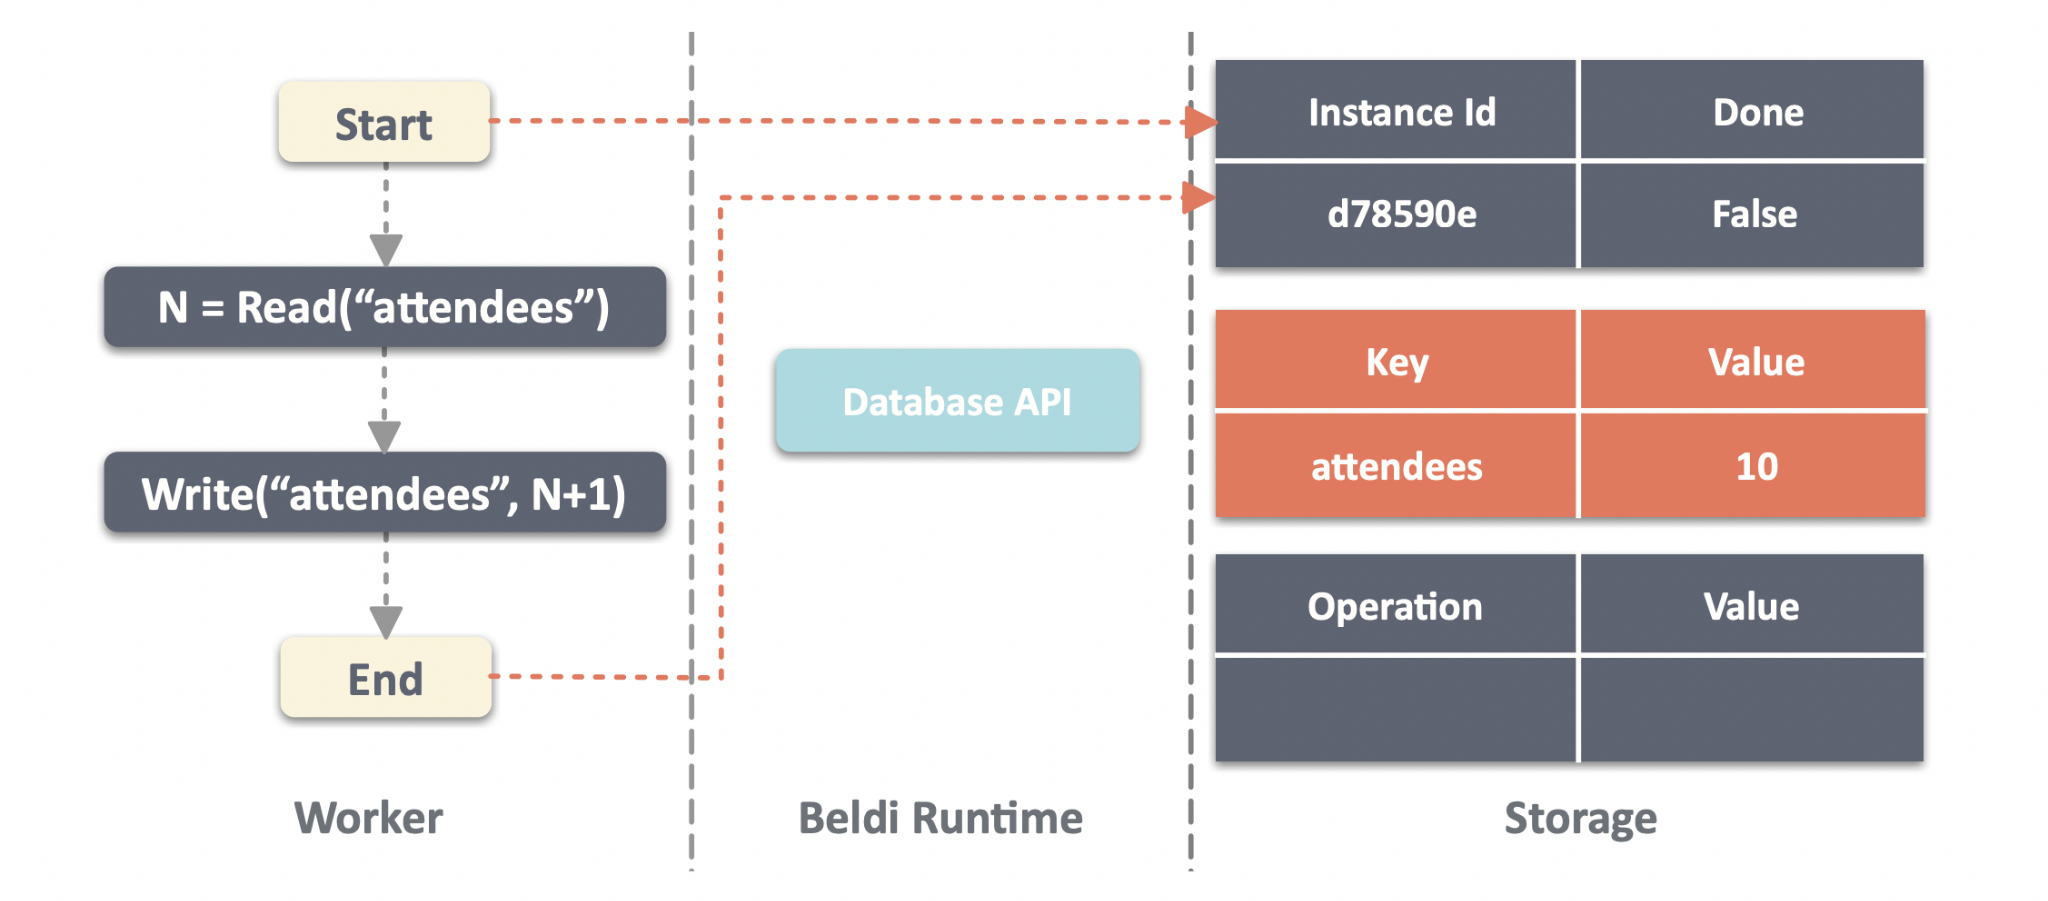 Start
N = Read(“attendees”)
Write(“attendees”, N+1)
End
Worker
Database API
Beldi Runtime
Instance Id Done
d78590e False
Key Value
attendees 10
Operation Value
Storage